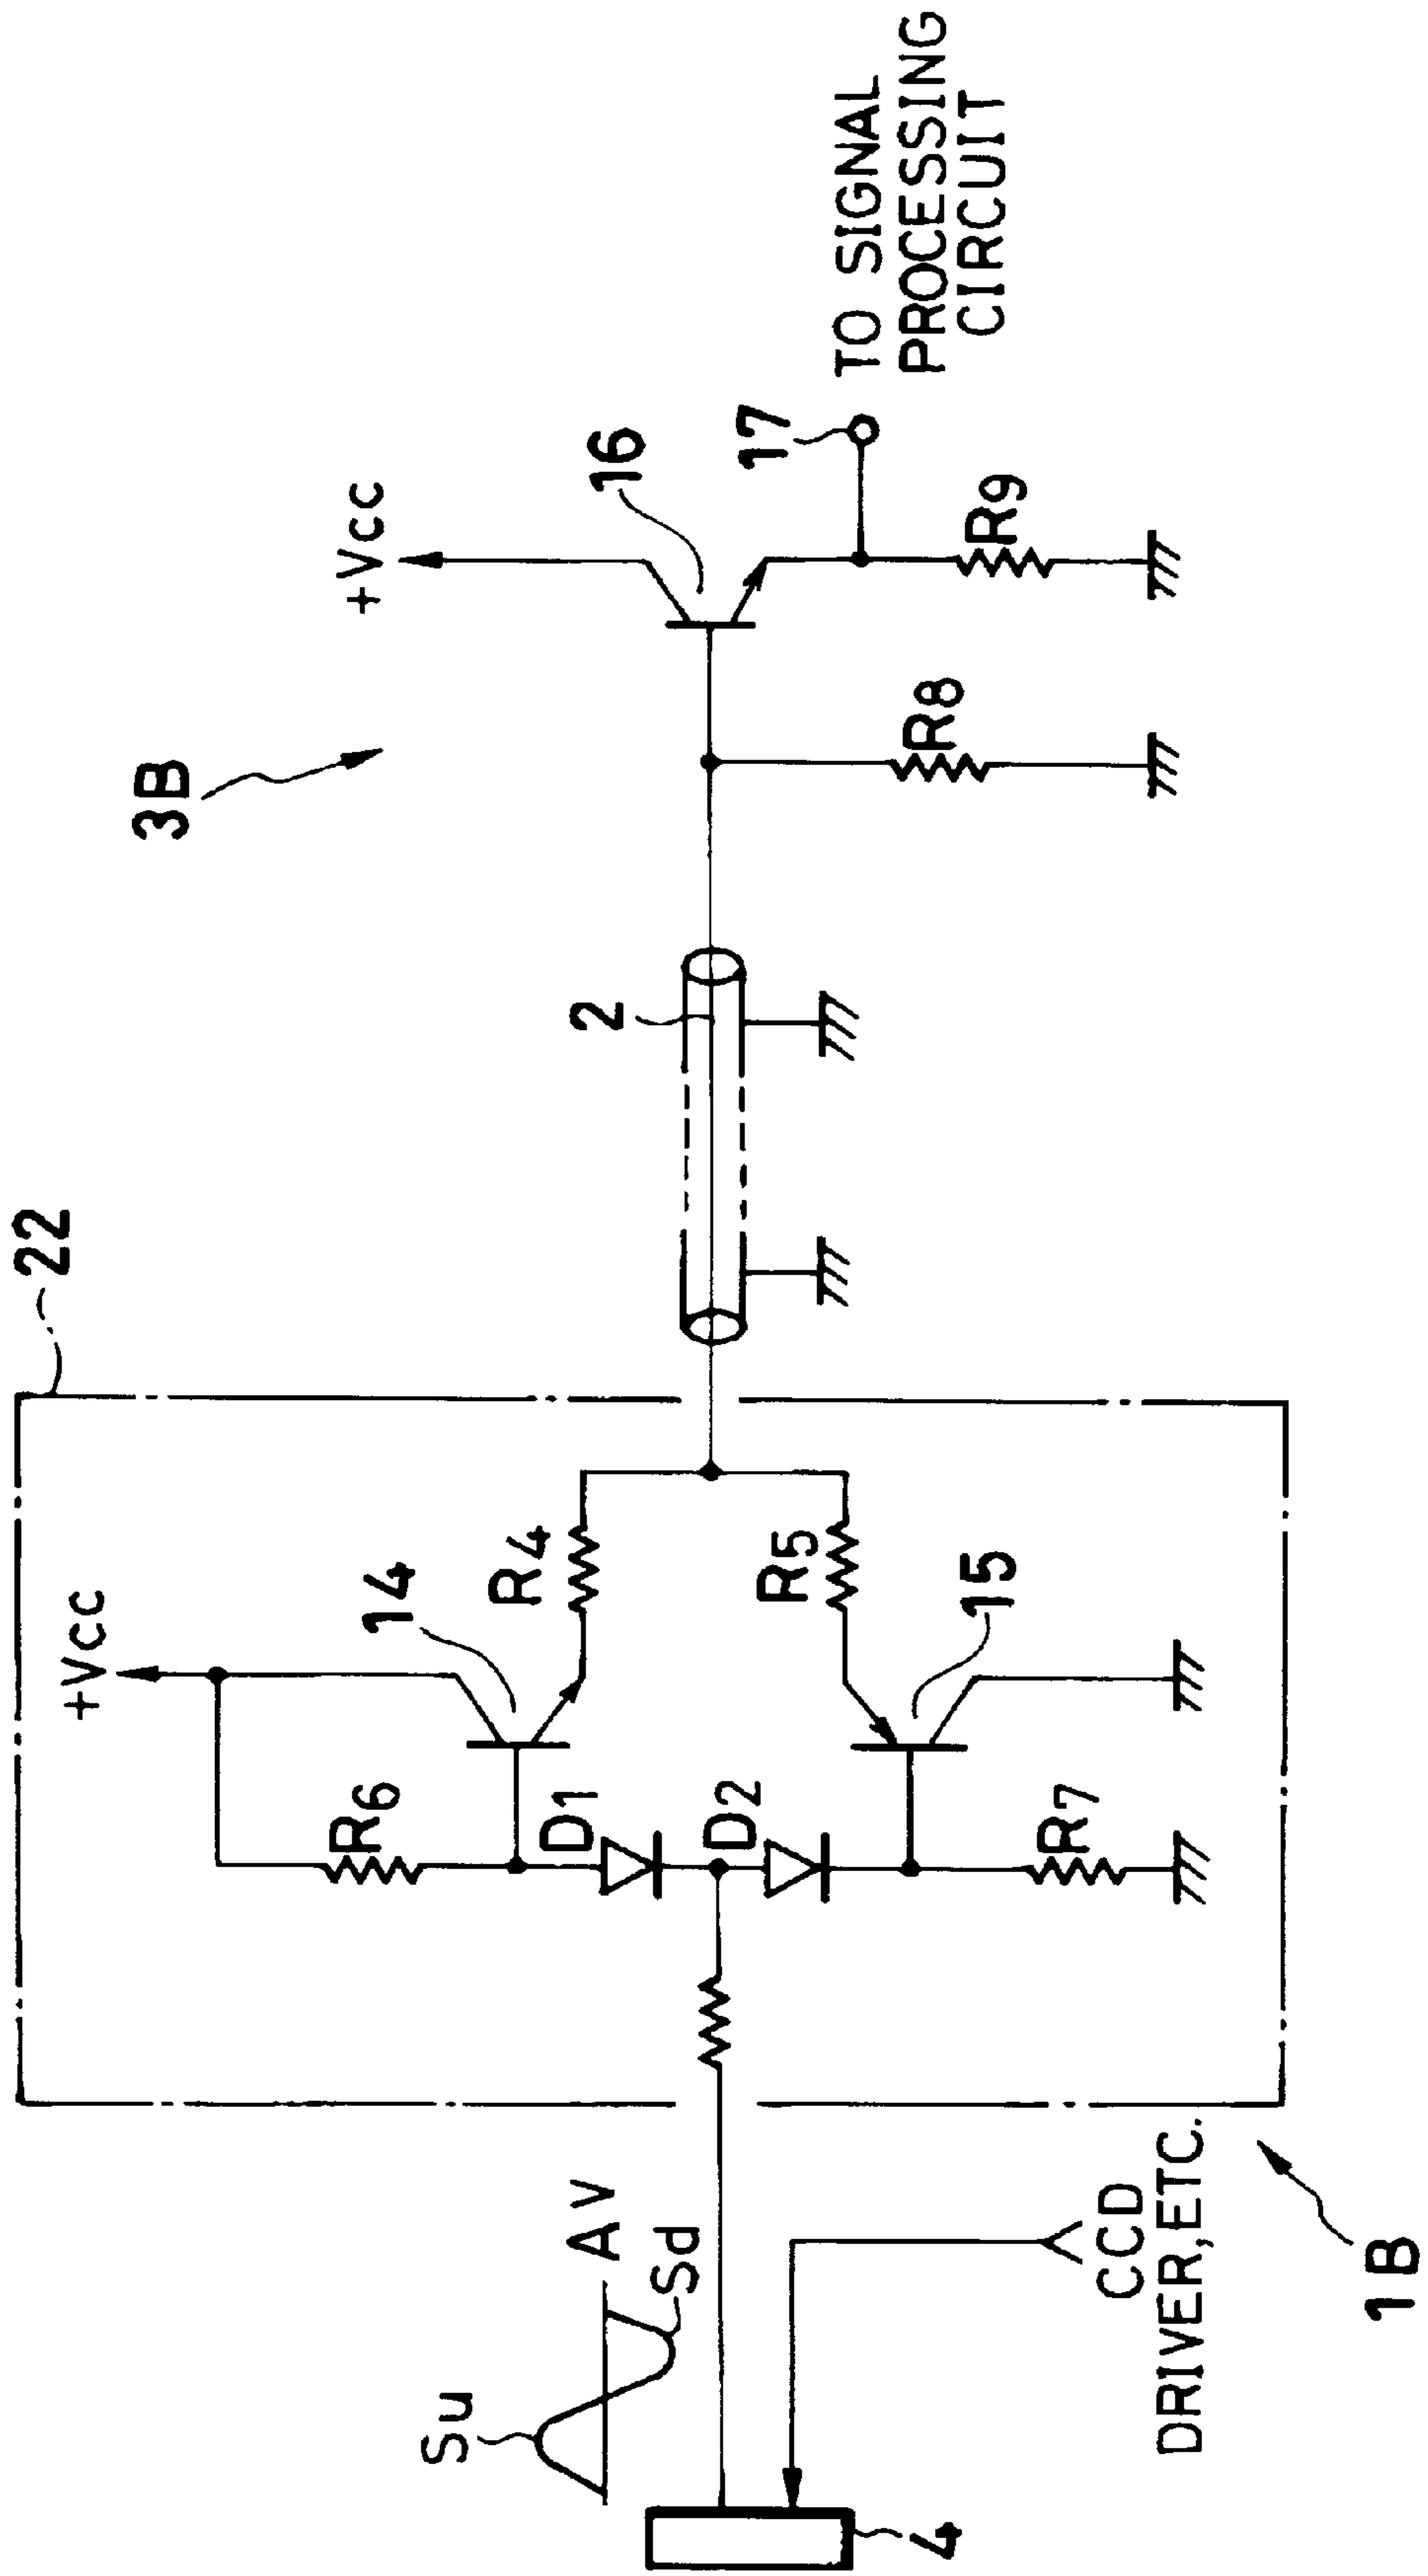 22
+Vcc
3B
+Vcc
14
R6
R4
16
D1
Su
AV
2
17
TO SIGNAL
PROCESSING
CIRCUIT
Sd
D2
R5
R8
R9
15
R7
4
CCD
DRIVER,ETC.
1B